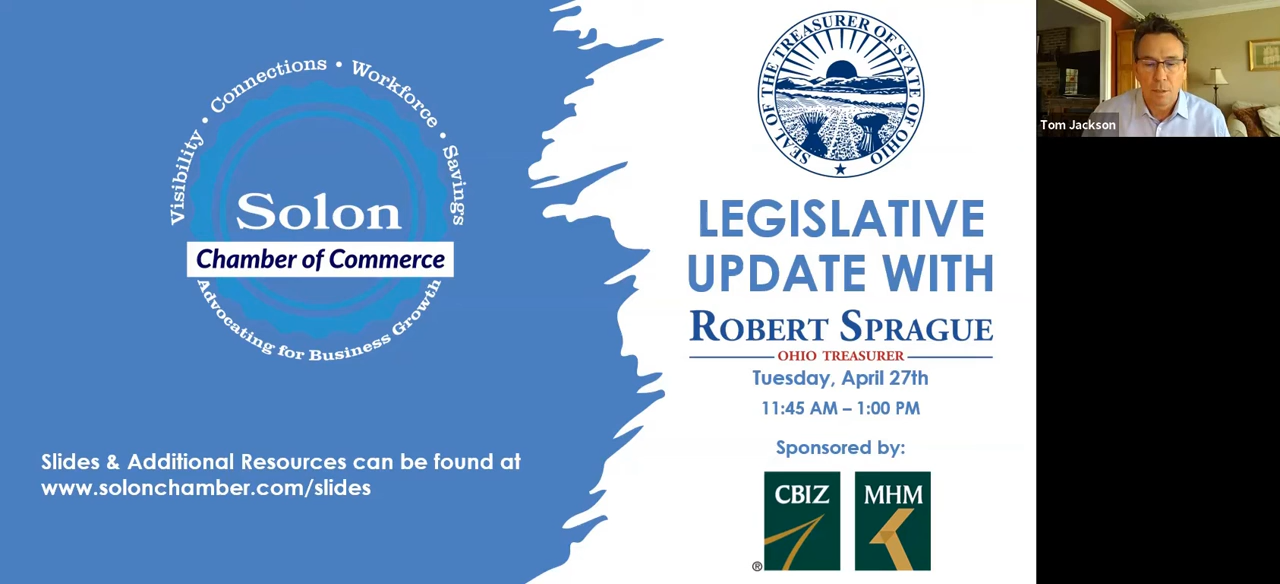 Visibility • Connections • Workforce • Savings
Solon
Chamber of Commerce
Advocating for Business Growth
Slides & Additional Resources can be found at
www.solonchamber.com/slides
SEAL OF THE TREASURER OF STATE OF OHIO
LEGISLATIVE
UPDATE WITH
ROBERT SPRAGUE
OHIO TREASURER
Tuesday, April 27th
11:45 AM – 1:00 PM
Sponsored by:
CBIZ
MHM
®
Tom Jackson